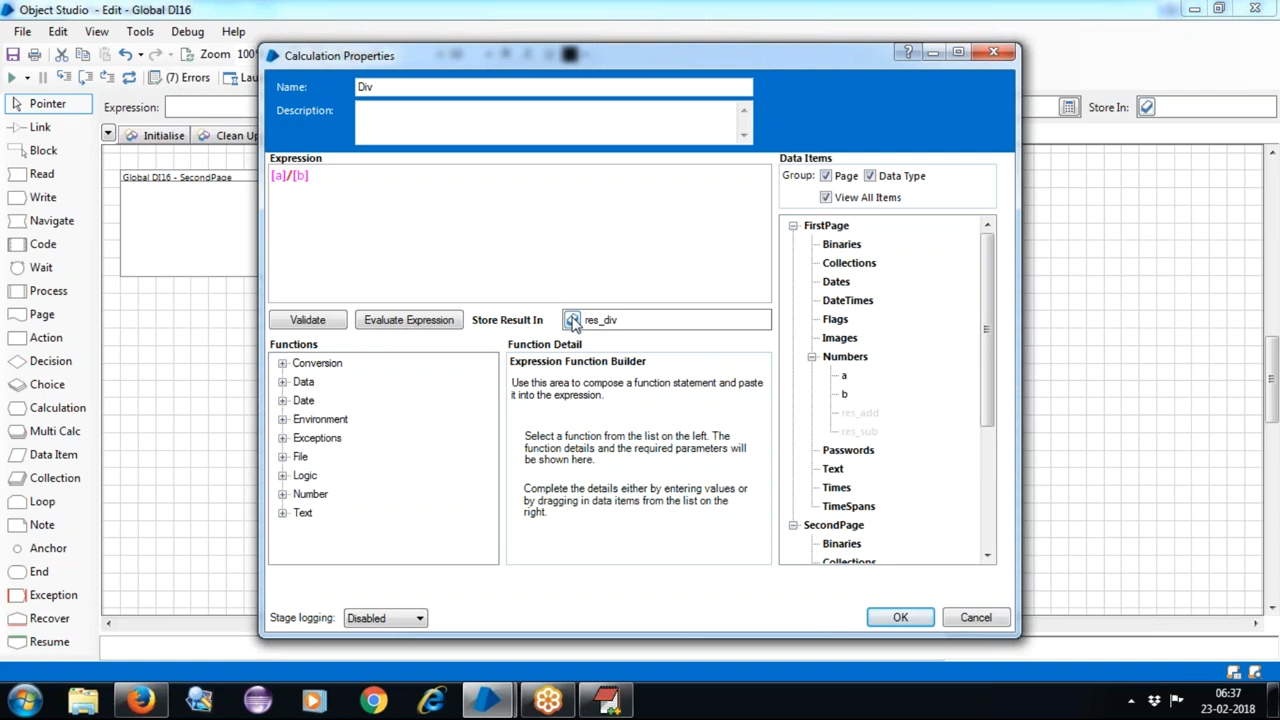 Object Studio - Edit - Global DI16
File Edit View Tools Debug Help
Zoom 100
(7) Errors Lau
Pointer
Link
Block
Read
Write
Navigate
Code
Wait
Process
Page
Action
Decision
Choice
Calculation
Multi Calc
Data Item
Collection
Loop
Note
Anchor
End
Exception
Recover
Resume
Expression:
Store In:
Initialise Clean Up
Global DI16 - SecondPage
Calculation Properties
Name: Div
Description:
Expression
[a]/[b]
Validate Evaluate Expression Store Result In res_div
Functions
Conversion
Data
Date
Environment
Exceptions
File
Logic
Number
Text
Function Detail
Expression Function Builder
Use this area to compose a function statement and paste
it into the expression.
Select a function from the list on the left. The
function details and the required parameters will
be shown here.
Complete the details either by entering values or
by dragging in data items from the list on the
right.
Data Items
Group: Page Data Type
View All Items
FirstPage
Binaries
Collections
Dates
DateTimes
Flags
Images
Numbers
a
b
res_add
res_sub
Passwords
Text
Times
TimeSpans
SecondPage
Binaries
Collections
Stage logging: Disabled
OK Cancel
06:37
23-02-2018